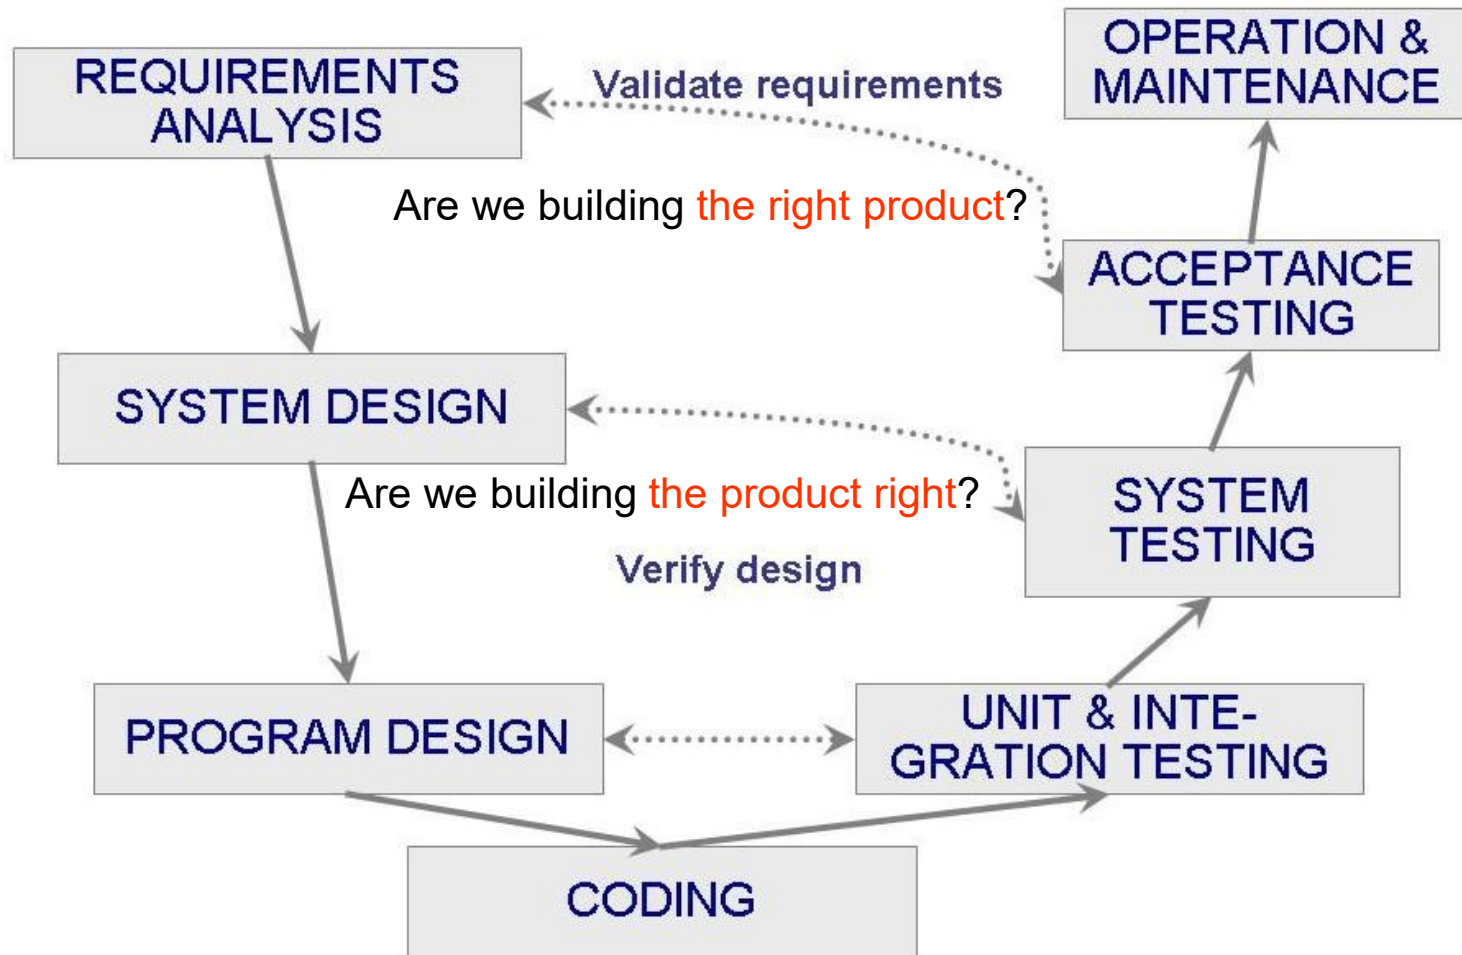 OPERATION &
MAINTENANCE
REQUIREMENTS
ANALYSIS
Validate requirements
Are we building the right product?
ACCEPTANCE
TESTING
SYSTEM DESIGN
Are we building the product right?
SYSTEM
TESTING
Verify design
PROGRAM DESIGN
UNIT & INTE-
GRATION TESTING
CODING